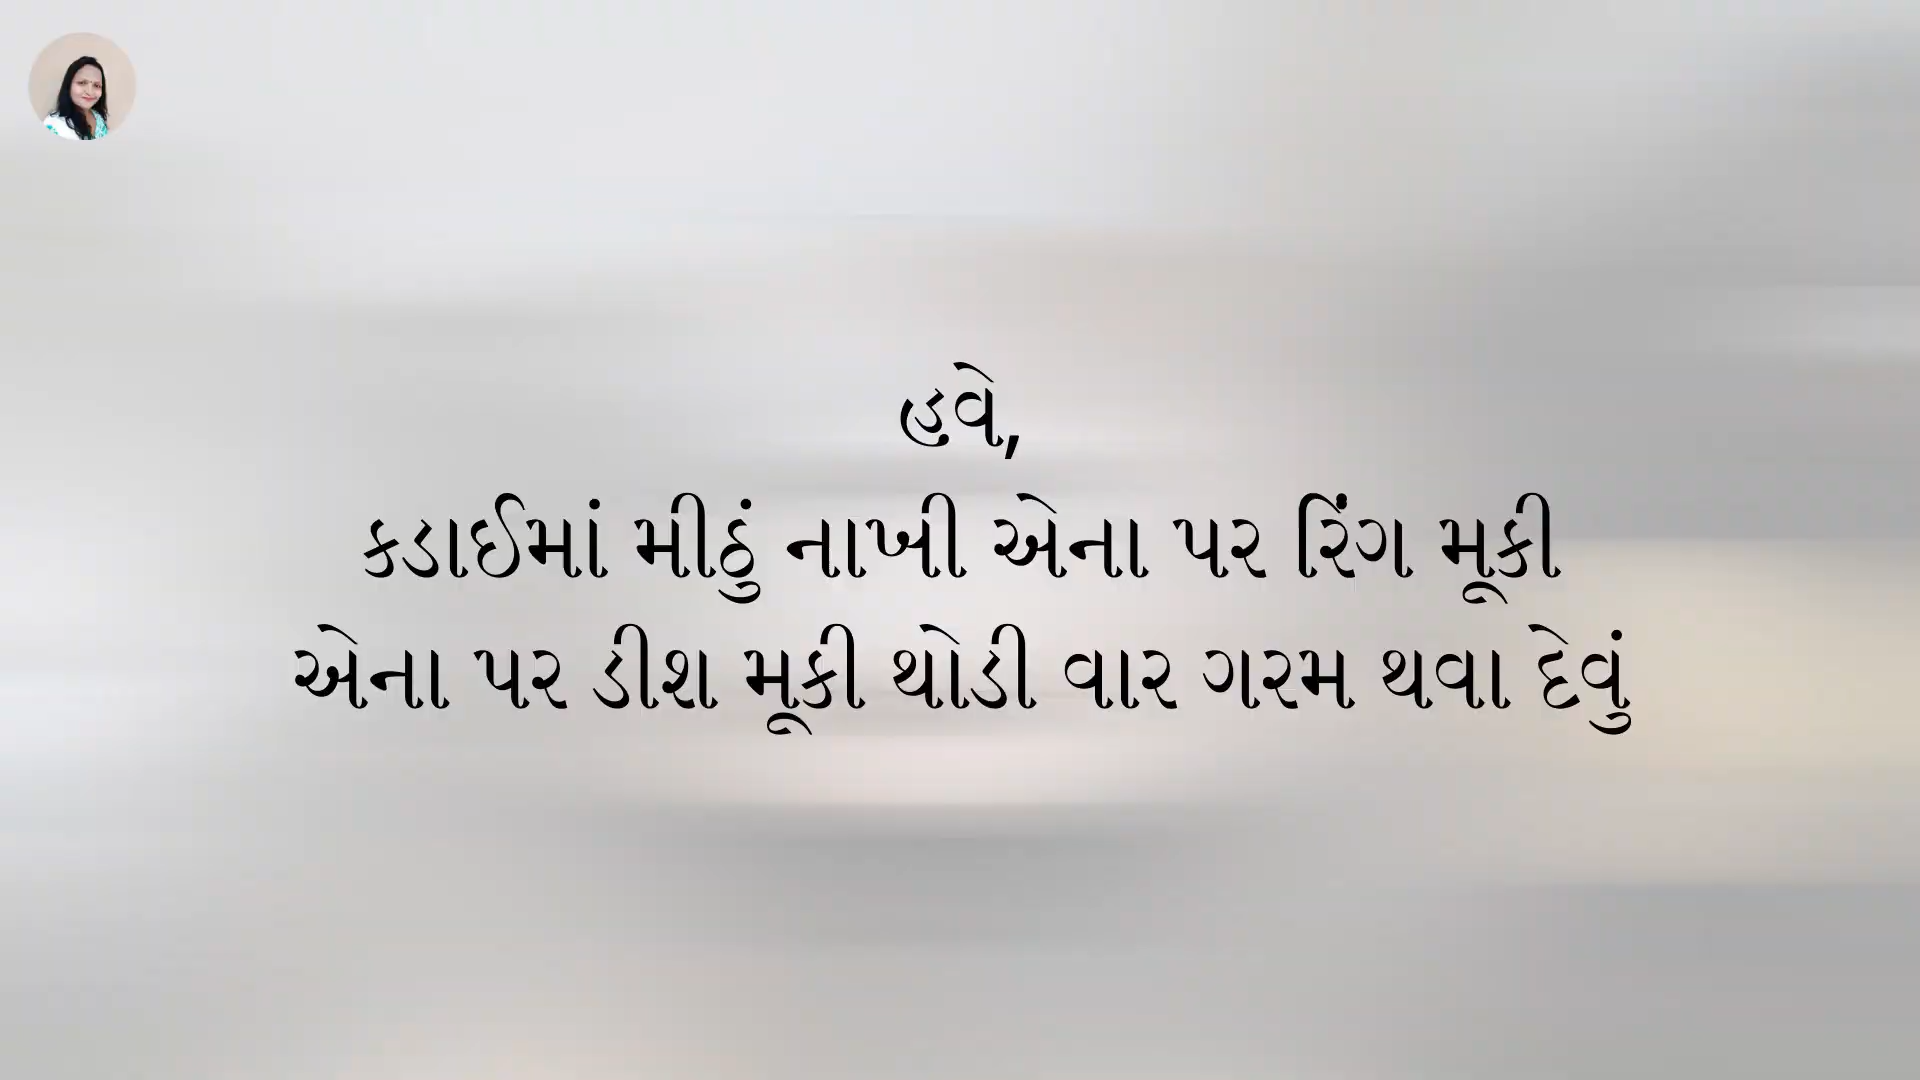 હવે,
કડાઈમાં મીઠું નાખી એના પર રિંગ મૂકી
એના પર ડીશ મૂકી થોડી વાર ગરમ થવા દેવું